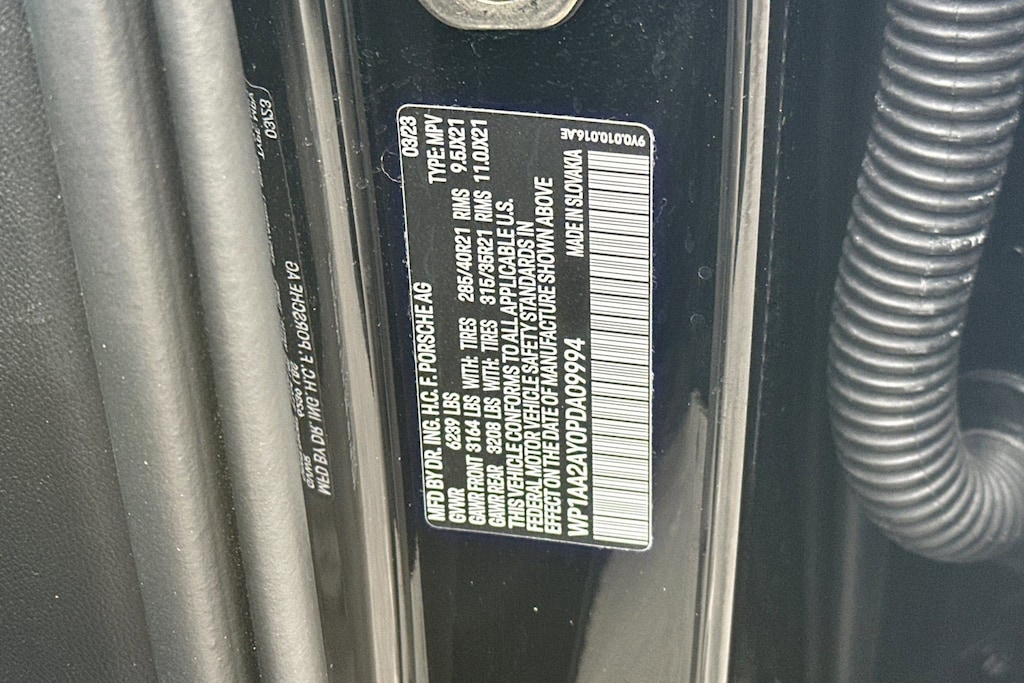 MFD BY DR. ING. H.C. F. PORSCHE AG 03/23
GVWR 6239 LBS TYPE: MPV
GAWR FRONT 3164 LBS WITH: TIRES 285/40R21 RIMS 9.5JX21
GAWR REAR 3208 LBS WITH: TIRES 315/35R21 RIMS 11.0JX21
THIS VEHICLE CONFORMS TO ALL APPLICABLE U.S.
FEDERAL MOTOR VEHICLE SAFETY STANDARDS IN
EFFECT ON THE DATE OF MANUFACTURE SHOWN ABOVE
WP1AA2AY0PDA09994 MADE IN SLOVAKIA
9Y0.010.016.AE